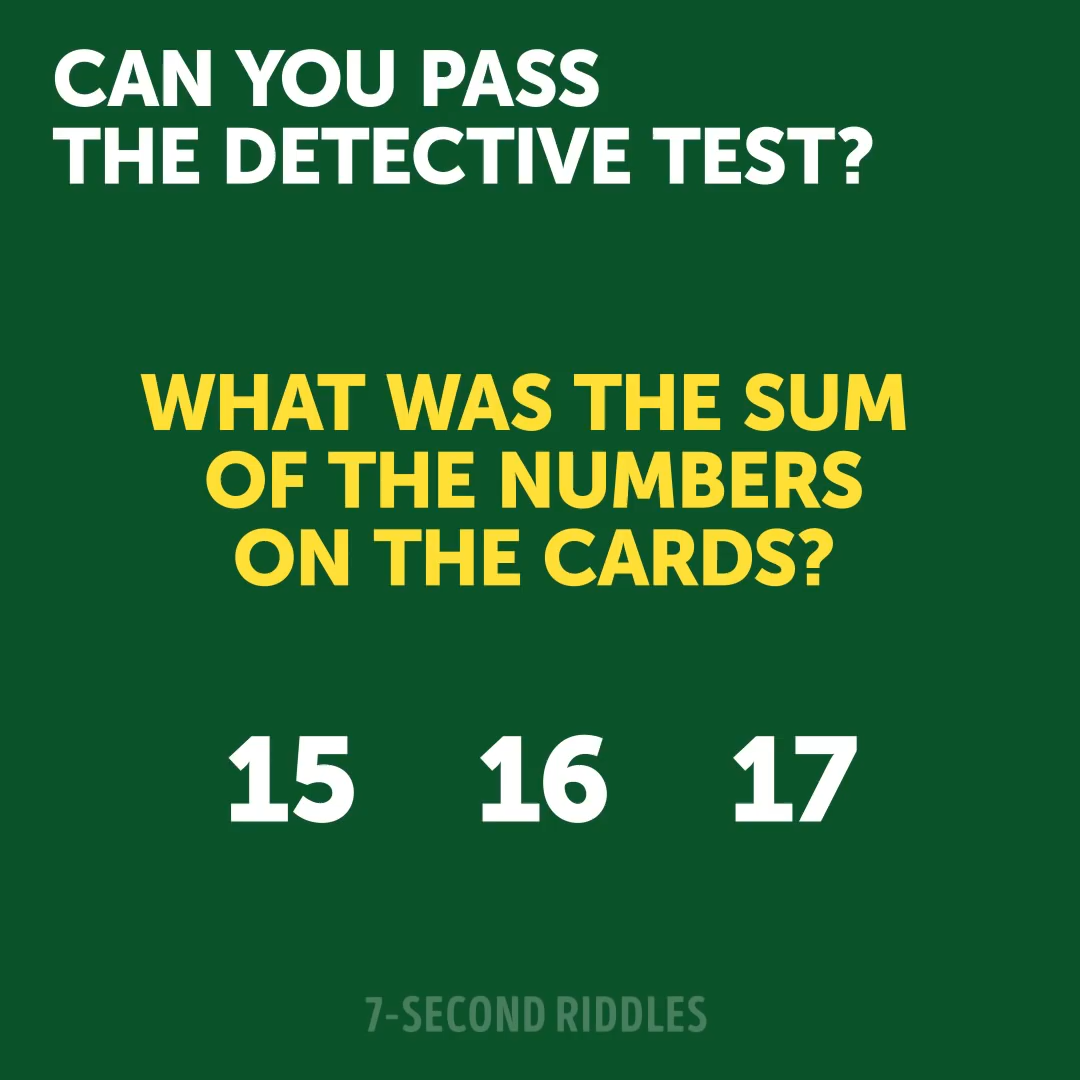 CAN YOU PASS
THE DETECTIVE TEST?
WHAT WAS THE SUM
OF THE NUMBERS
ON THE CARDS?
15 16 17
7-SECOND RIDDLES